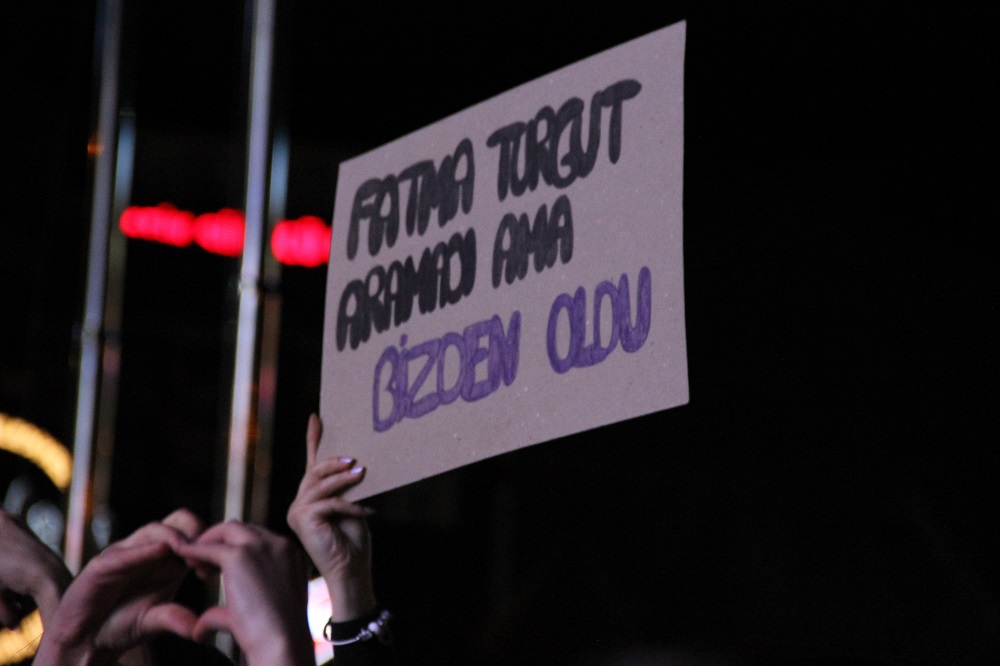 FATMA TURGUT
ARAMADI AMA
BİZDEN OLDU